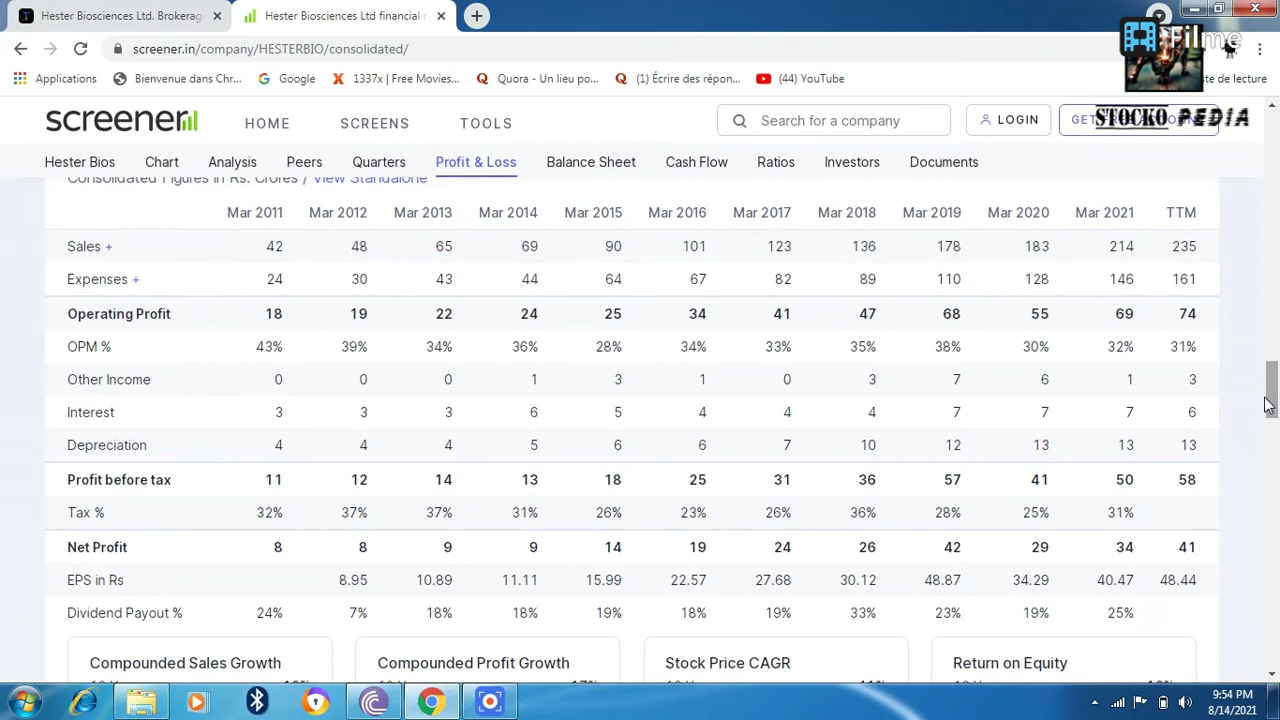 Hester Biosciences Ltd. Brokerag
Hester Biosciences Ltd financial r
Filme
screener.in/company/HESTERBIO/consolidated/
Applications
Bienvenue dans Chr...
Google
1337x | Free Movies...
Quora - Un lieu po...
(1) Écrire des répon...
(44) YouTube
te de lecture
screener
HOME
SCREENS
TOOLS
Search for a company
LOGIN
STOCKO PEDIA
Hester Bios
Chart
Analysis
Peers
Quarters
Profit & Loss
Balance Sheet
Cash Flow
Ratios
Investors
Documents
Consolidated Figures in Rs. Crores / View Standalone
Mar 2011 Mar 2012 Mar 2013 Mar 2014 Mar 2015 Mar 2016 Mar 2017 Mar 2018 Mar 2019 Mar 2020 Mar 2021 TTM
Sales + 42 48 65 69 90 101 123 136 178 183 214 235
Expenses + 24 30 43 44 64 67 82 89 110 128 146 161
Operating Profit 18 19 22 24 25 34 41 47 68 55 69 74
OPM % 43% 39% 34% 36% 28% 34% 33% 35% 38% 30% 32% 31%
Other Income 0 0 0 1 3 1 0 3 7 6 1 3
Interest 3 3 3 6 5 4 4 4 7 7 7 6
Depreciation 4 4 4 5 6 6 7 10 12 13 13 13
Profit before tax 11 12 14 13 18 25 31 36 57 41 50 58
Tax % 32% 37% 37% 31% 26% 23% 26% 36% 28% 25% 31%
Net Profit 8 8 9 9 14 19 24 26 42 29 34 41
EPS in Rs 8.95 10.89 11.11 15.99 22.57 27.68 30.12 48.87 34.29 40.47 48.44
Dividend Payout % 24% 7% 18% 18% 19% 18% 19% 33% 23% 19% 25%
Compounded Sales Growth
Compounded Profit Growth
Stock Price CAGR
Return on Equity
9:54 PM
8/14/2021